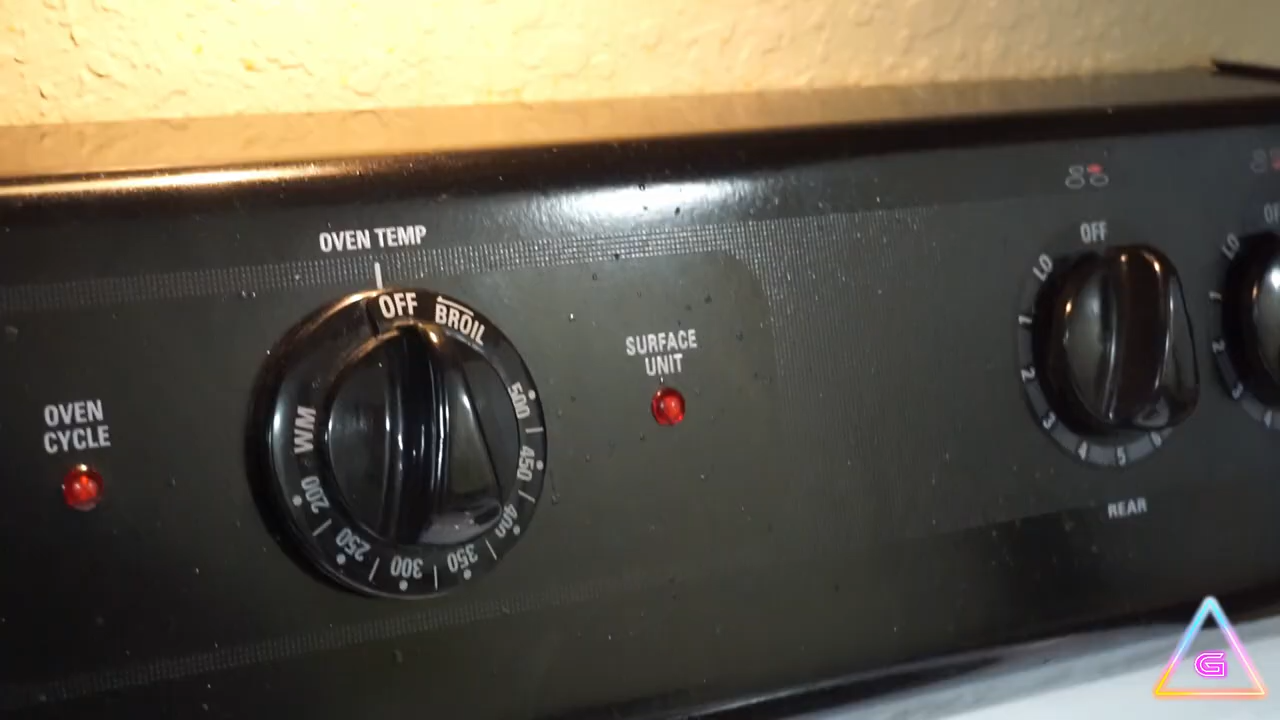 OVEN TEMP
OFF
BROIL
500
450
400
350
300
250
200
WM
OVEN
CYCLE
SURFACE
UNIT
OFF
LO
1
2
3
4
5
6
REAR
LO
1
2
3
G